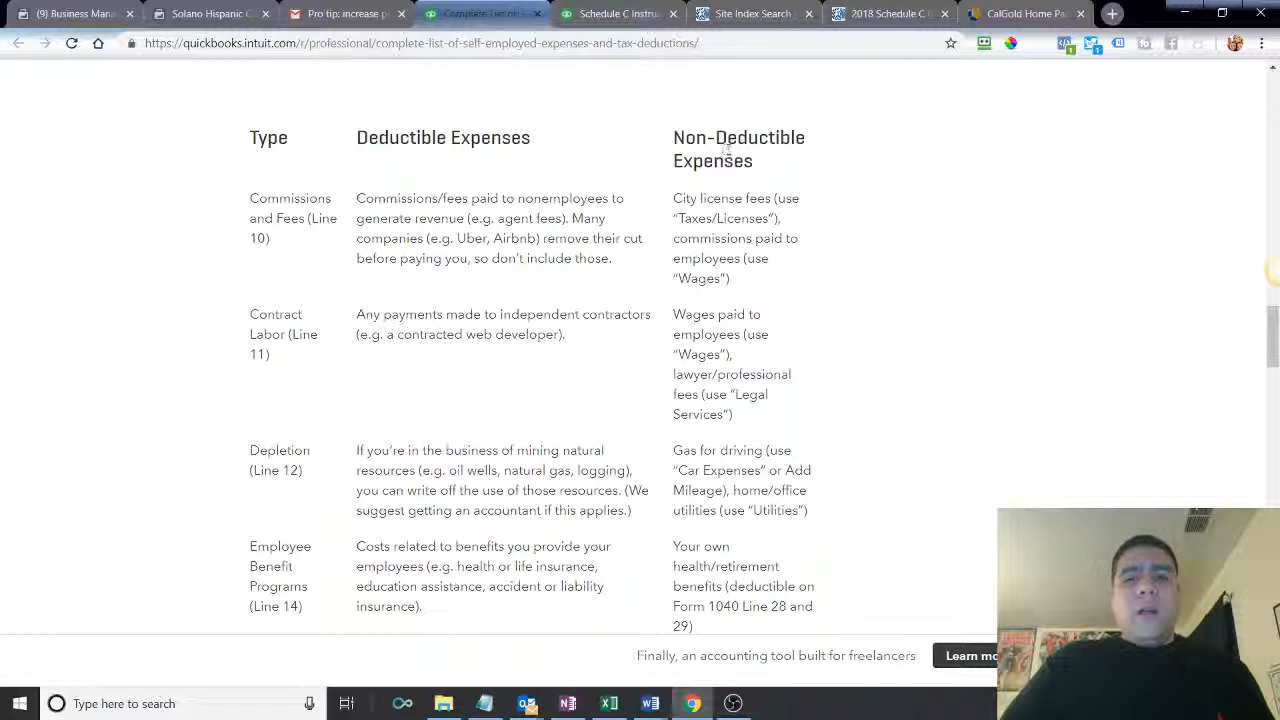 (9) Business Mana
Solano Hispanic C
Pro tip: increase p
Complete List of
Schedule C Instru
Site Index Search
2018 Schedule C (
CalGold Home Pa
https://quickbooks.intuit.com/r/professional/complete-list-of-self-employed-expenses-and-tax-deductions/
Type
Deductible Expenses
Non-Deductible
Expenses
Commissions
and Fees (Line
10)
Commissions/fees paid to nonemployees to
generate revenue (e.g. agent fees). Many
companies (e.g. Uber, Airbnb) remove their cut
before paying you, so don’t include those.
City license fees (use
“Taxes/Licenses”),
commissions paid to
employees (use
“Wages”)
Contract
Labor (Line
11)
Any payments made to independent contractors
(e.g. a contracted web developer).
Wages paid to
employees (use
“Wages”),
lawyer/professional
fees (use “Legal
Services”)
Depletion
(Line 12)
If you’re in the business of mining natural
resources (e.g. oil wells, natural gas, logging),
you can write off the use of those resources. (We
suggest getting an accountant if this applies.)
Gas for driving (use
“Car Expenses” or Add
Mileage), home/office
utilities (use “Utilities”)
Employee
Benefit
Programs
(Line 14)
Costs related to benefits you provide your
employees (e.g. health or life insurance,
education assistance, accident or liability
insurance).
Your own
health/retirement
benefits (deductible on
Form 1040 Line 28 and
29)
Finally, an accounting tool built for freelancers
Learn mo
Type here to search